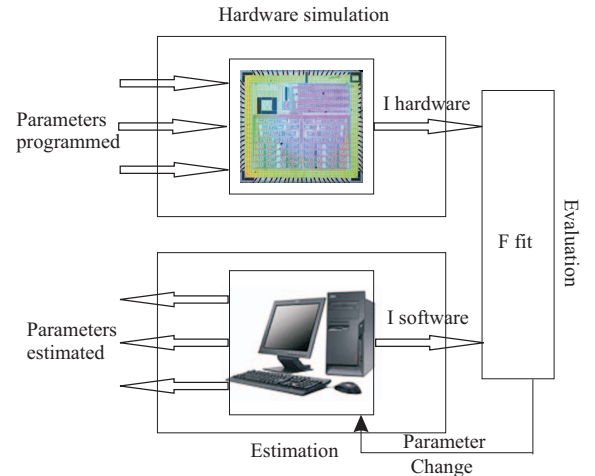 Hardware simulation
I hardware
Parameters
programmed
F fit
Evaluation
I software
Parameters
estimated
Estimation
Parameter
Change